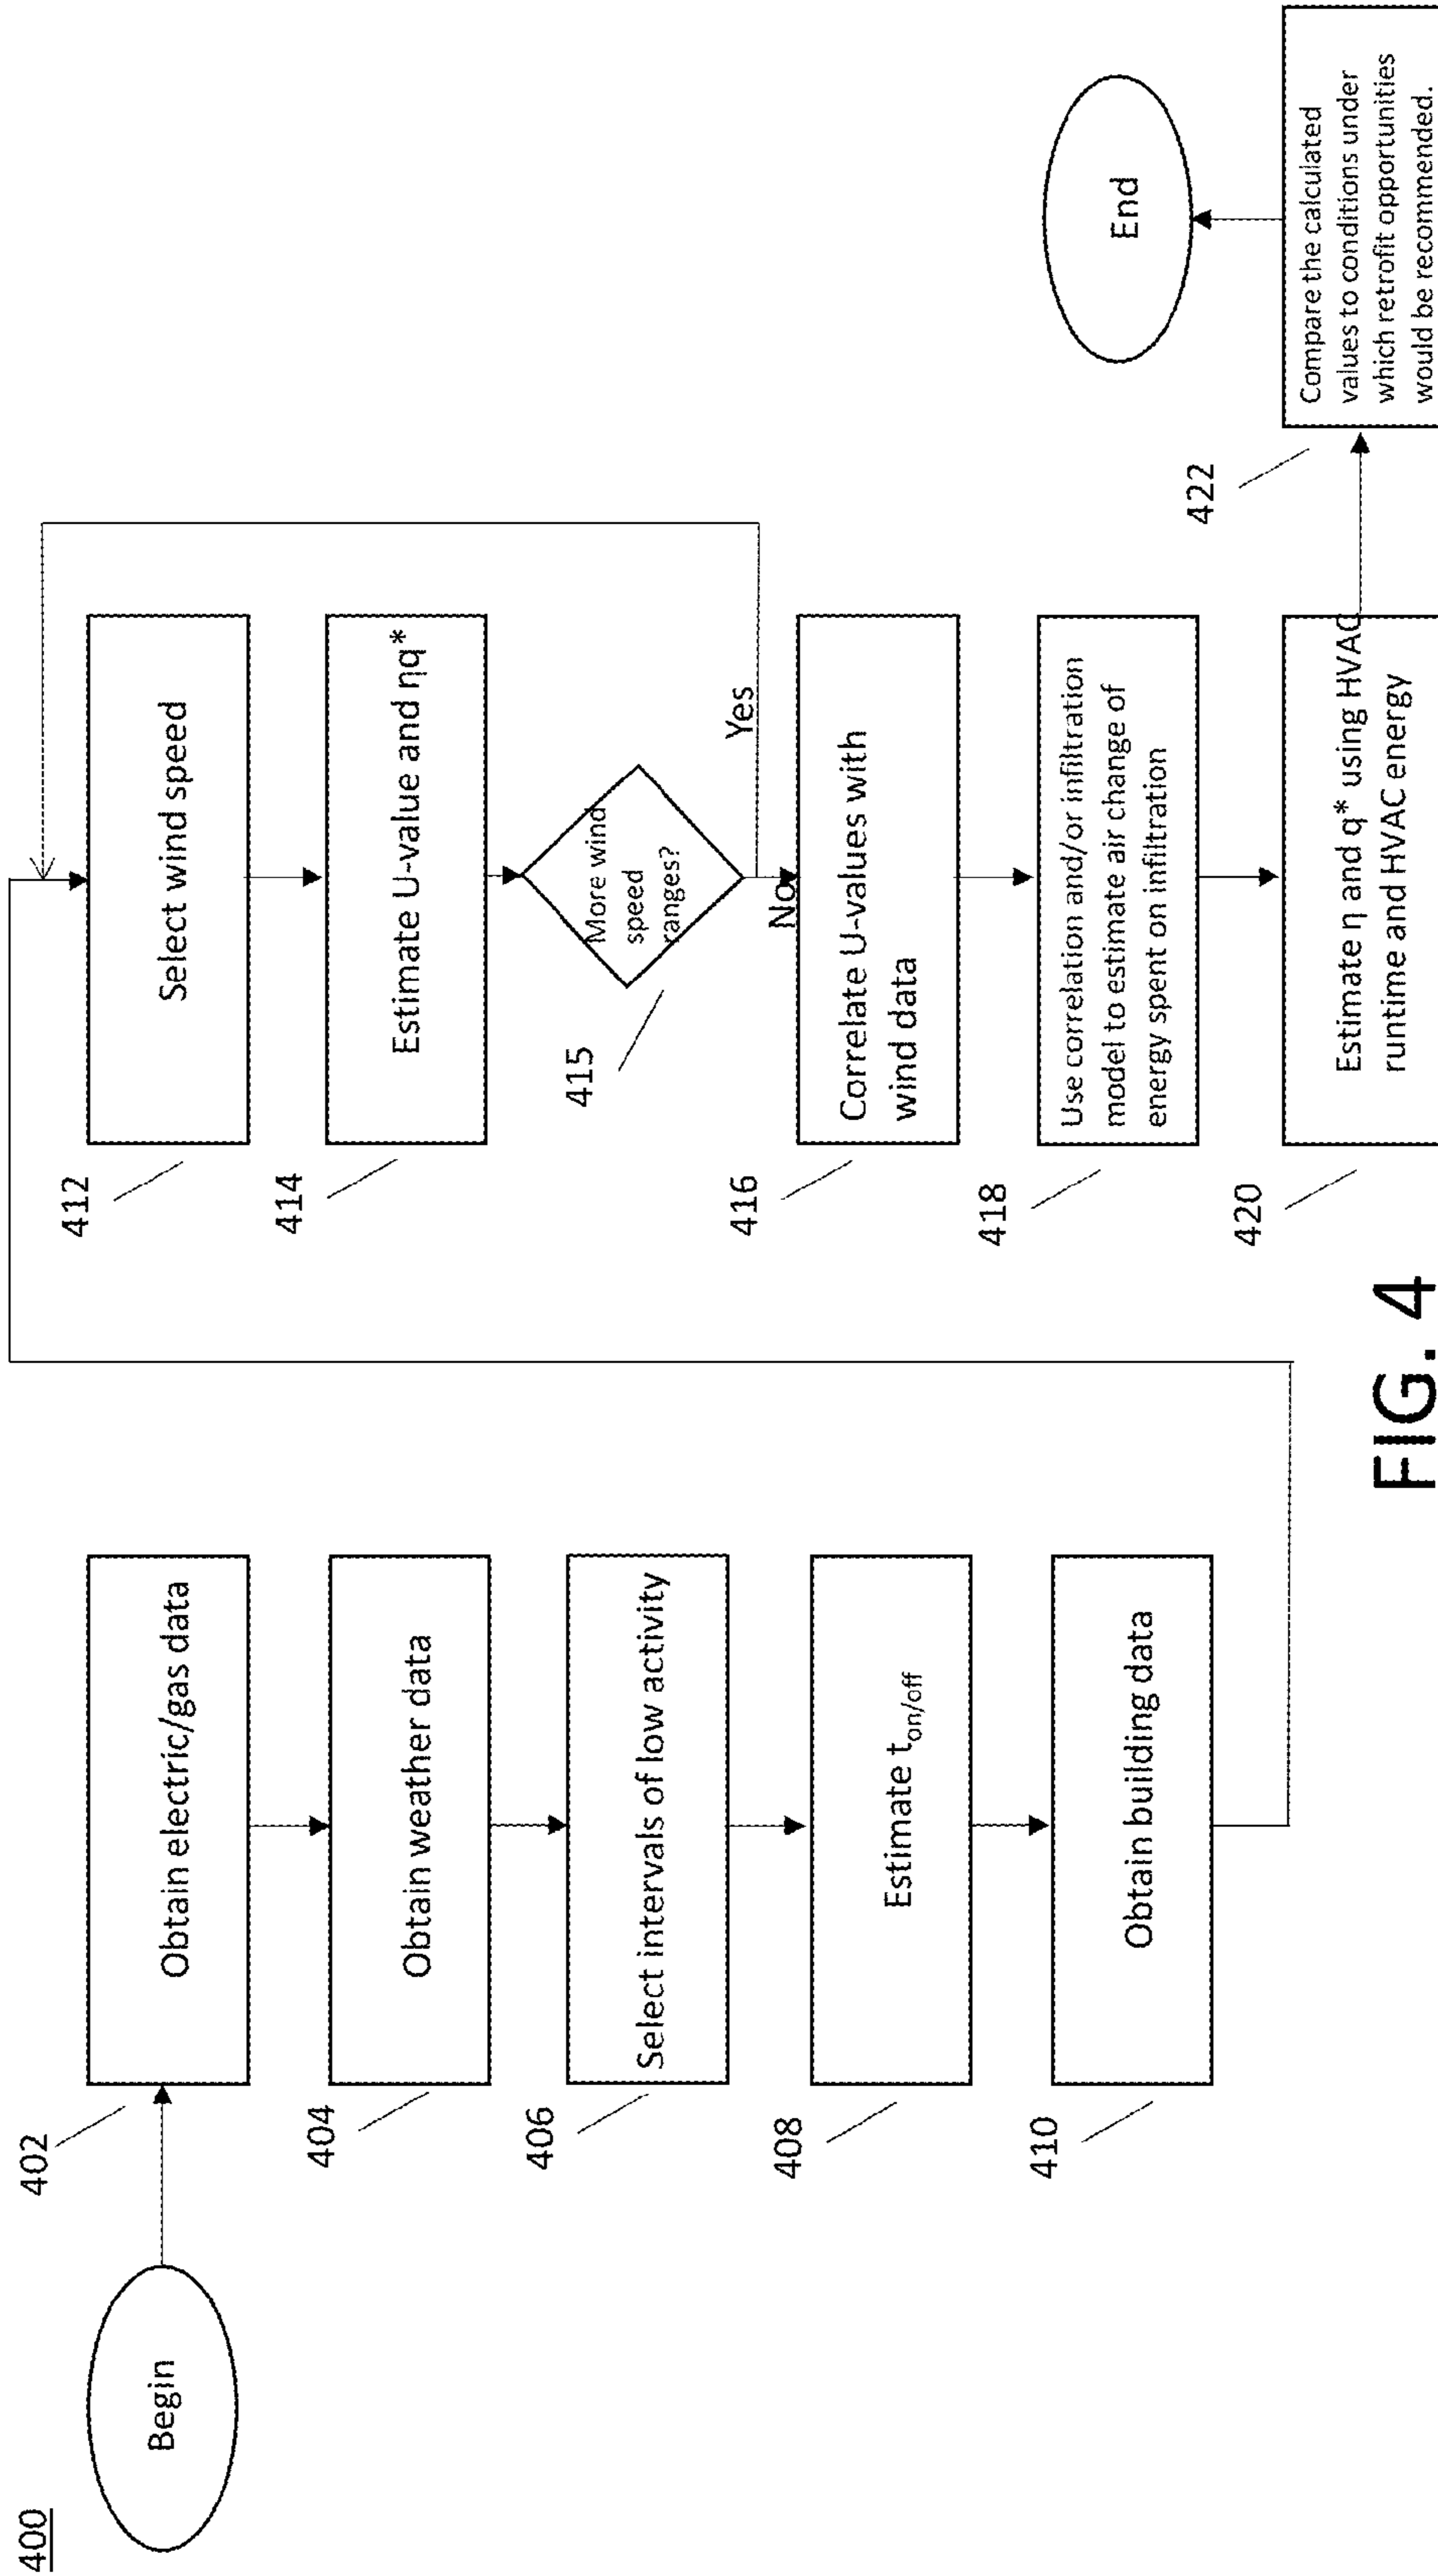 400
Begin
402
Obtain electric/gas data
404
Obtain weather data
406
Select intervals of low activity
408
Estimate t_on/off
410
Obtain building data
412
Select wind speed
414
Estimate U-value and ηq*
415
More wind
speed
ranges?
Yes
No
416
Correlate U-values with
wind data
418
Use correlation and/or infiltration
model to estimate air change of
energy spent on infiltration
420
Estimate η and q* using HVAC
runtime and HVAC energy
422
Compare the calculated
values to conditions under
which retrofit opportunities
would be recommended.
End
FIG. 4